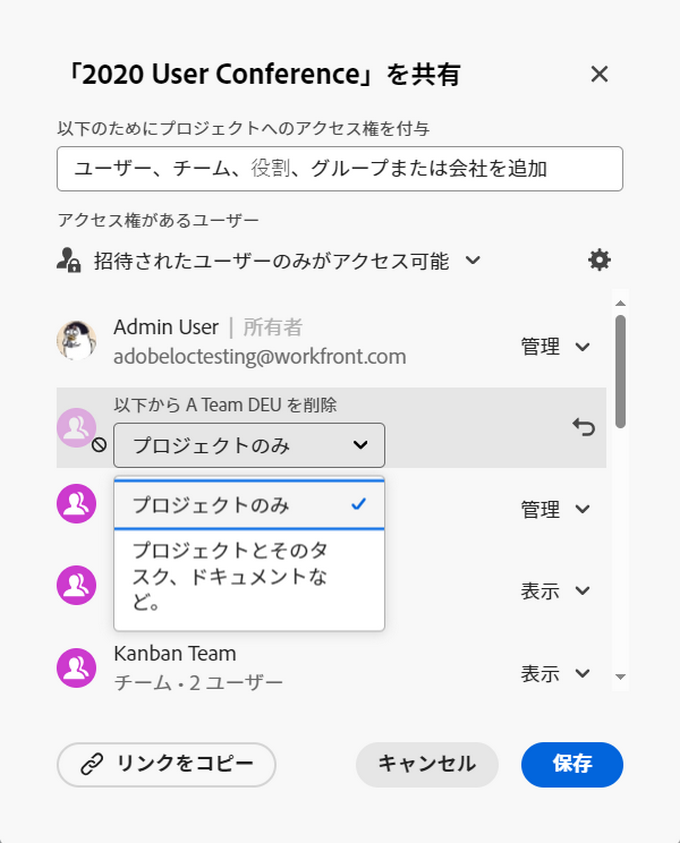 「2020 User Conference」を共有
以下のためにプロジェクトへのアクセス権を付与
ユーザー、チーム、役割、グループまたは会社を追加
アクセス権があるユーザー
招待されたユーザーのみがアクセス可能
Admin User | 所有者
adobeloctesting@workfront.com
管理
以下から A Team DEU を削除
プロジェクトのみ
プロジェクトのみ
管理
プロジェクトとそのタ
スク、ドキュメントな
ど。
表示
Kanban Team
チーム • 2 ユーザー
表示
リンクをコピー
キャンセル
保存